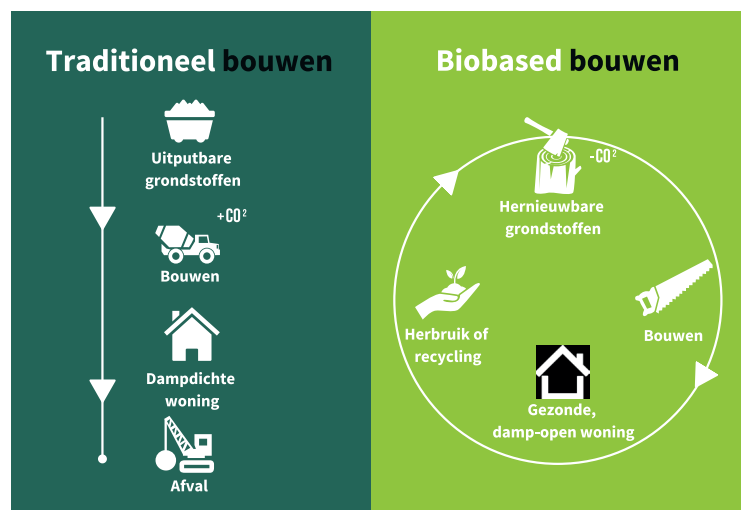 Traditioneel bouwen
Uitputbare
grondstoffen
+CO²
Bouwen
Dampdichte
woning
Afval
Biobased bouwen
-CO²
Hernieuwbare
grondstoffen
Bouwen
Gezonde,
damp-open woning
Herbruik of
recycling